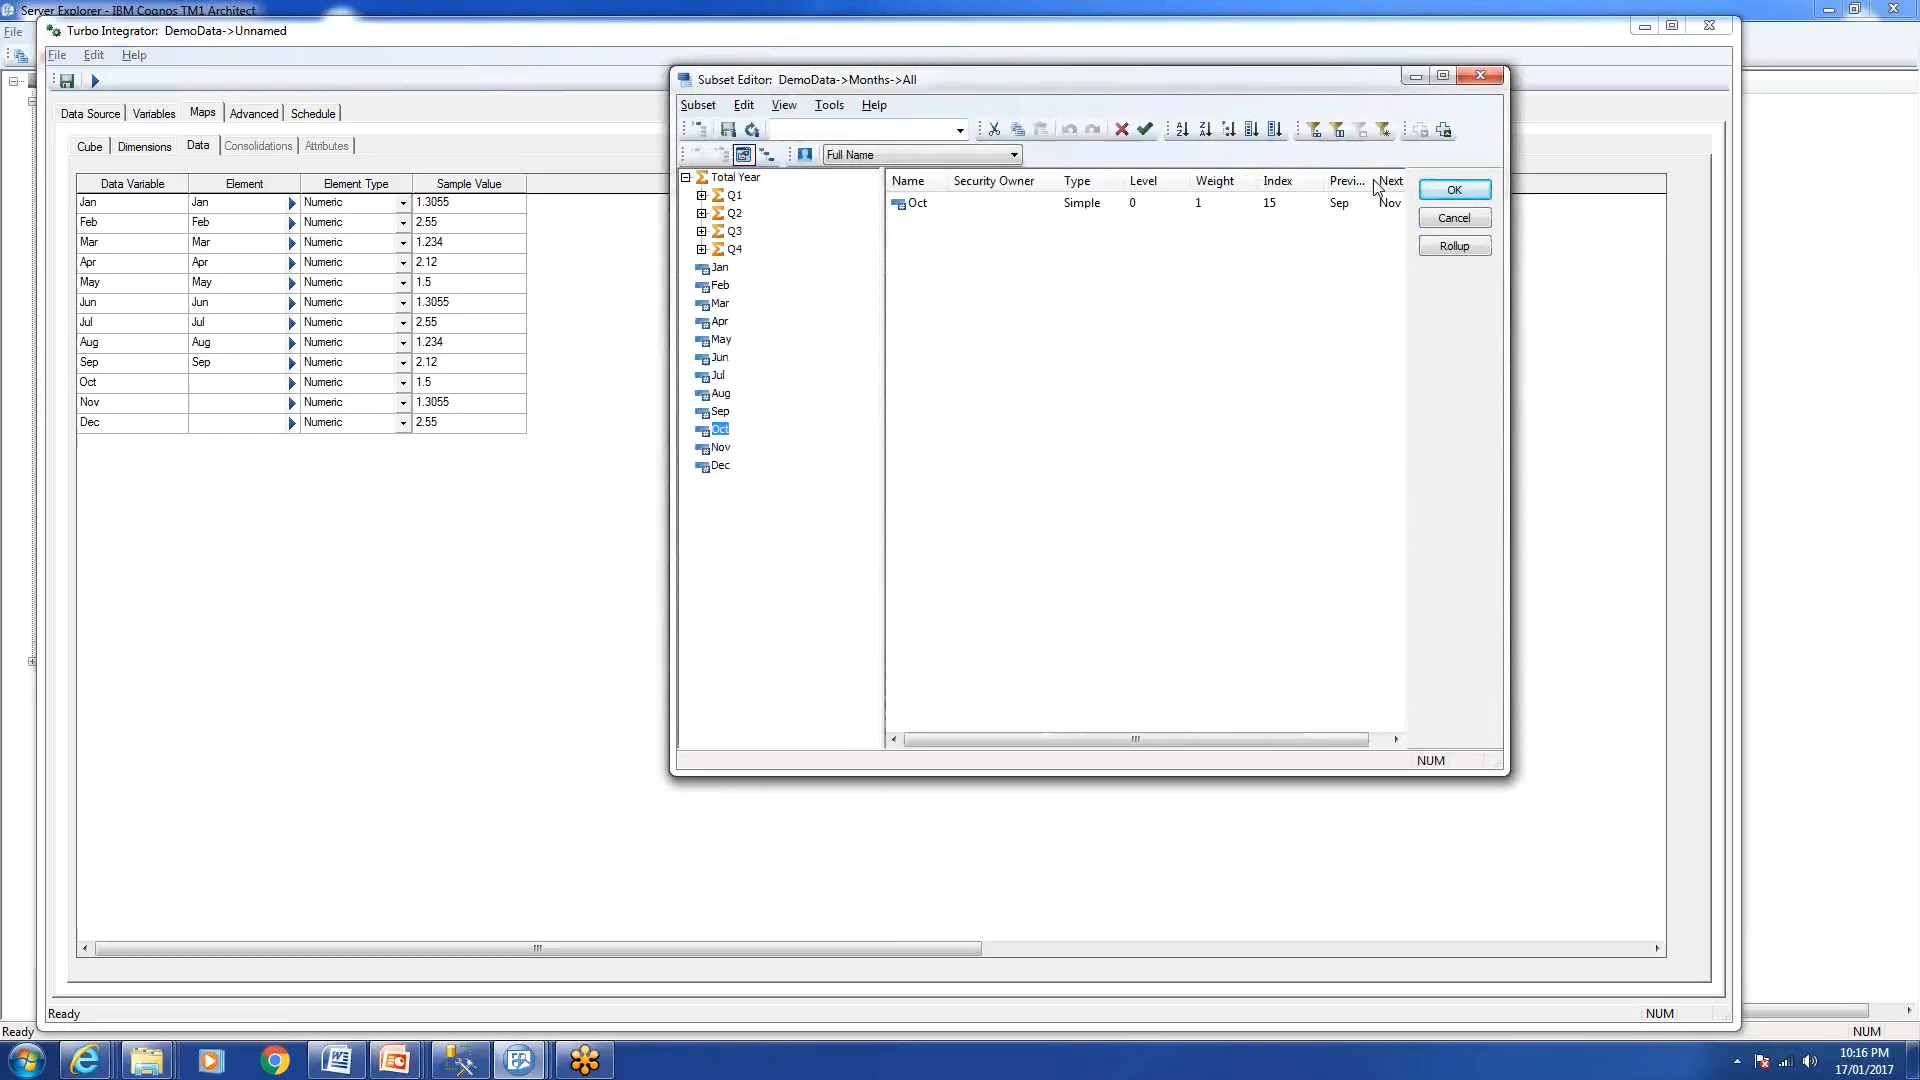 Server Explorer - IBM Cognos TM1 Architect
File
Turbo Integrator: DemoData->Unnamed
File Edit Help
Data Source Variables Maps Advanced Schedule
Cube Dimensions Data Consolidations Attributes
Data Variable Element Element Type Sample Value
Jan Jan Numeric 1.3055
Feb Feb Numeric 2.55
Mar Mar Numeric 1.234
Apr Apr Numeric 2.12
May May Numeric 1.5
Jun Jun Numeric 1.3055
Jul Jul Numeric 2.55
Aug Aug Numeric 1.234
Sep Sep Numeric 2.12
Oct Numeric 1.5
Nov Numeric 1.3055
Dec Numeric 2.55
Subset Editor: DemoData->Months->All
Subset Edit View Tools Help
Full Name
Total Year
Q1
Q2
Q3
Q4
Jan
Feb
Mar
Apr
May
Jun
Jul
Aug
Sep
Oct
Nov
Dec
Name Security Owner Type Level Weight Index Previ... Next
Oct Simple 0 1 15 Sep Nov
OK
Cancel
Rollup
NUM
Ready NUM
Ready NUM
10:16 PM
17/01/2017